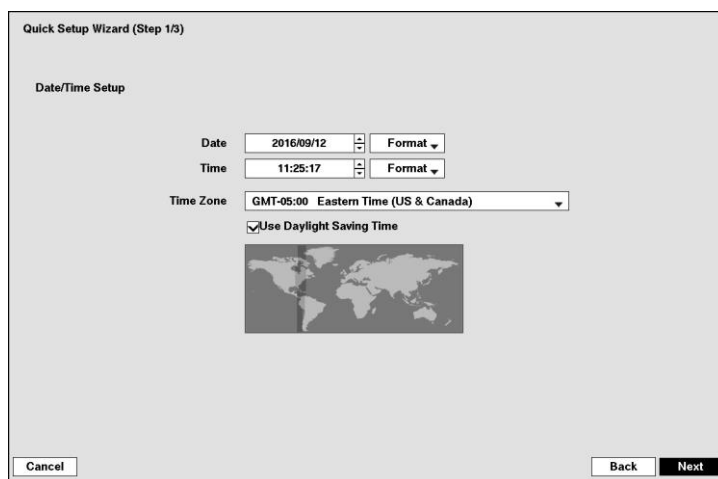 Quick Setup Wizard (Step 1/3)
Date/Time Setup
Date 2016/09/12 Format
Time 11:25:17 Format
Time Zone GMT-05:00 Eastern Time (US & Canada)
Use Daylight Saving Time
Cancel Back Next